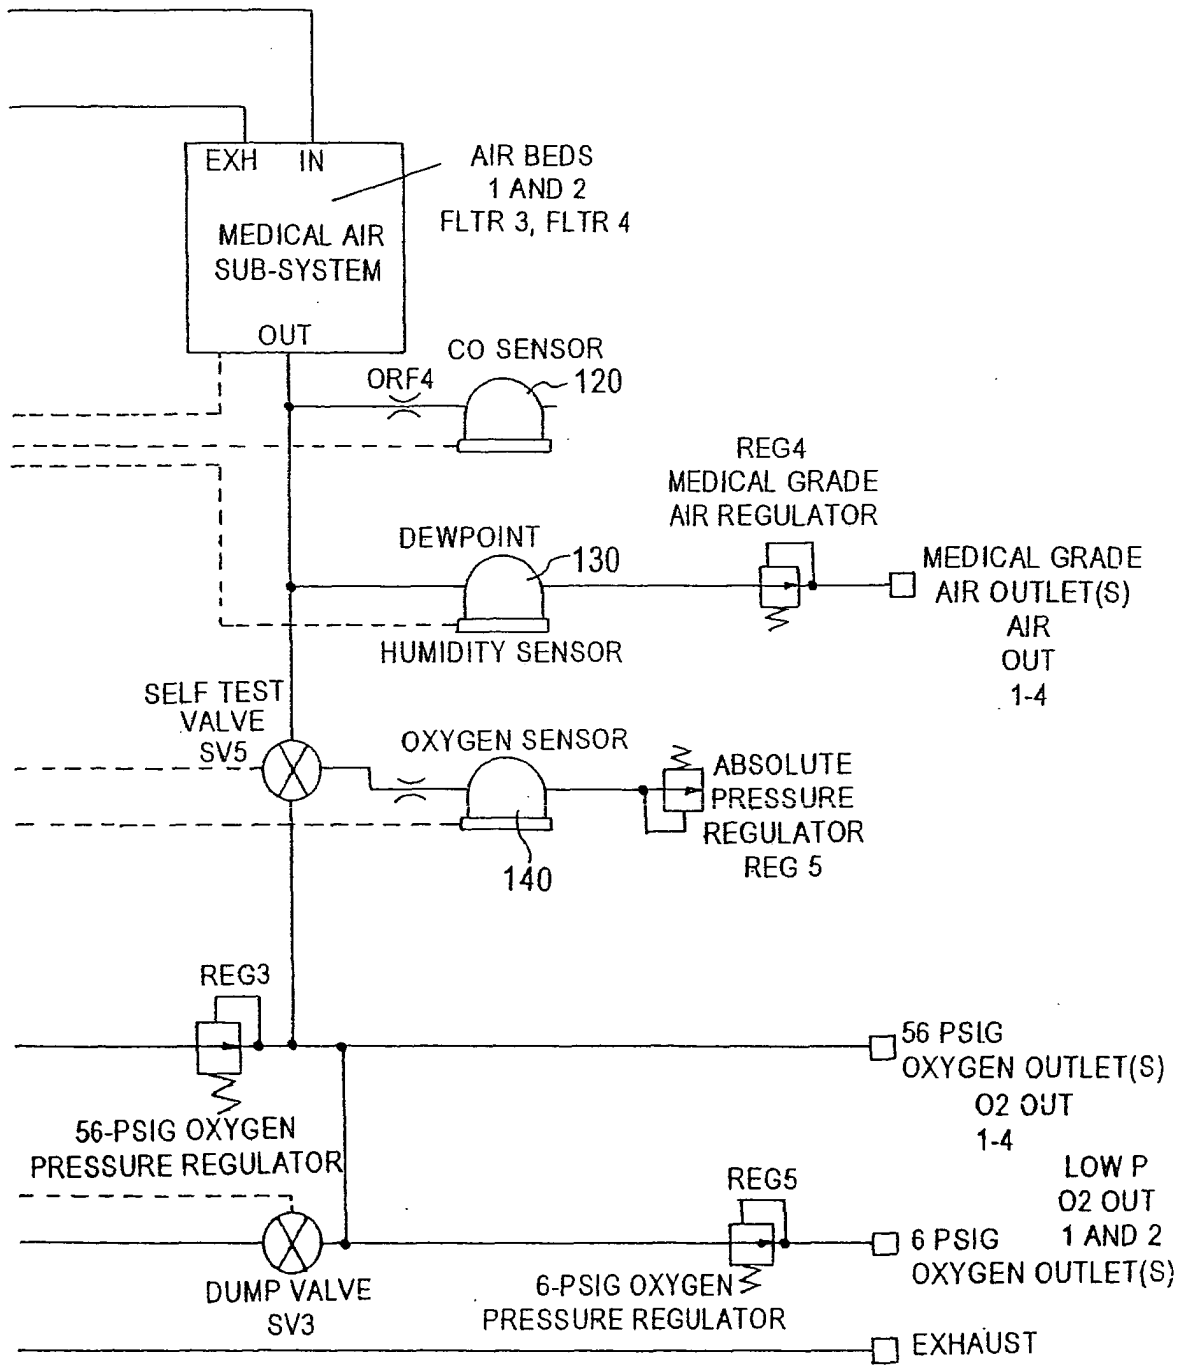 EXH IN
AIR BEDS
1 AND 2
FLTR 3, FLTR 4
MEDICAL AIR
SUB-SYSTEM
OUT
CO SENSOR
ORF4
120
REG4
MEDICAL GRADE
AIR REGULATOR
DEWPOINT
130
HUMIDITY SENSOR
MEDICAL GRADE
AIR OUTLET(S)
AIR
OUT
1-4
SELF TEST
VALVE
SV5
OXYGEN SENSOR
140
ABSOLUTE
PRESSURE
REGULATOR
REG 5
REG3
56-PSIG OXYGEN
PRESSURE REGULATOR
56 PSIG
OXYGEN OUTLET(S)
O2 OUT
1-4
LOW P
O2 OUT
1 AND 2
REG5
6 PSIG
OXYGEN OUTLET(S)
DUMP VALVE
SV3
6-PSIG OXYGEN
PRESSURE REGULATOR
EXHAUST